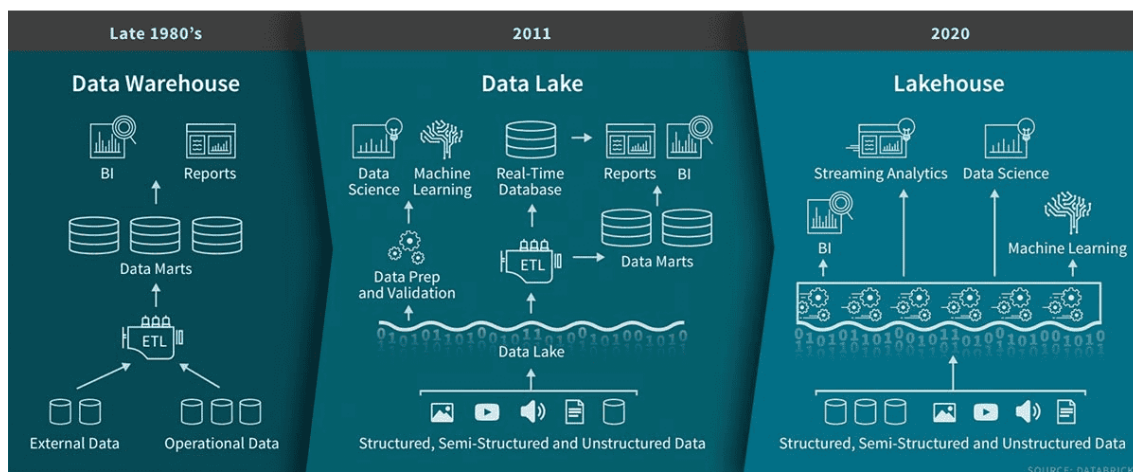 Late 1980's
Data Warehouse
BI
Reports
Data Marts
ETL
External Data
Operational Data
2011
Data Lake
Data Science
Machine Learning
Real-Time Database
Reports
BI
Data Prep and Validation
ETL
Data Marts
01010110100101101001001010
Data Lake
Structured, Semi-Structured and Unstructured Data
2020
Lakehouse
Streaming Analytics
Data Science
BI
Machine Learning
Structured, Semi-Structured and Unstructured Data
SOURCE: DATABRICK